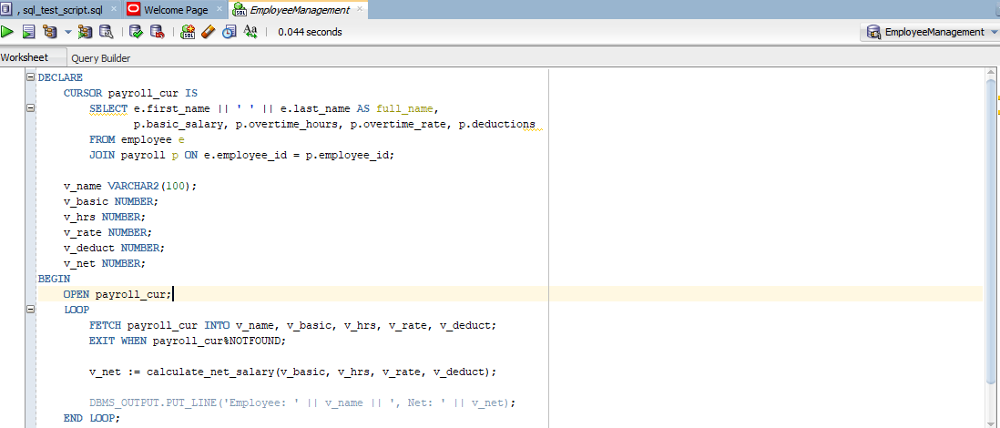 , sql_test_script.sql × Welcome Page × EmployeeManagement ×
0.044 seconds EmployeeManagement
Worksheet Query Builder
DECLARE
    CURSOR payroll_cur IS
        SELECT e.first_name || ' ' || e.last_name AS full_name,
               p.basic_salary, p.overtime_hours, p.overtime_rate, p.deductions
        FROM employee e
        JOIN payroll p ON e.employee_id = p.employee_id;
    v_name VARCHAR2(100);
    v_basic NUMBER;
    v_hrs NUMBER;
    v_rate NUMBER;
    v_deduct NUMBER;
    v_net NUMBER;
BEGIN
    OPEN payroll_cur;
    LOOP
        FETCH payroll_cur INTO v_name, v_basic, v_hrs, v_rate, v_deduct;
        EXIT WHEN payroll_cur%NOTFOUND;
        v_net := calculate_net_salary(v_basic, v_hrs, v_rate, v_deduct);
        DBMS_OUTPUT.PUT_LINE('Employee: ' || v_name || ', Net: ' || v_net);
    END LOOP;